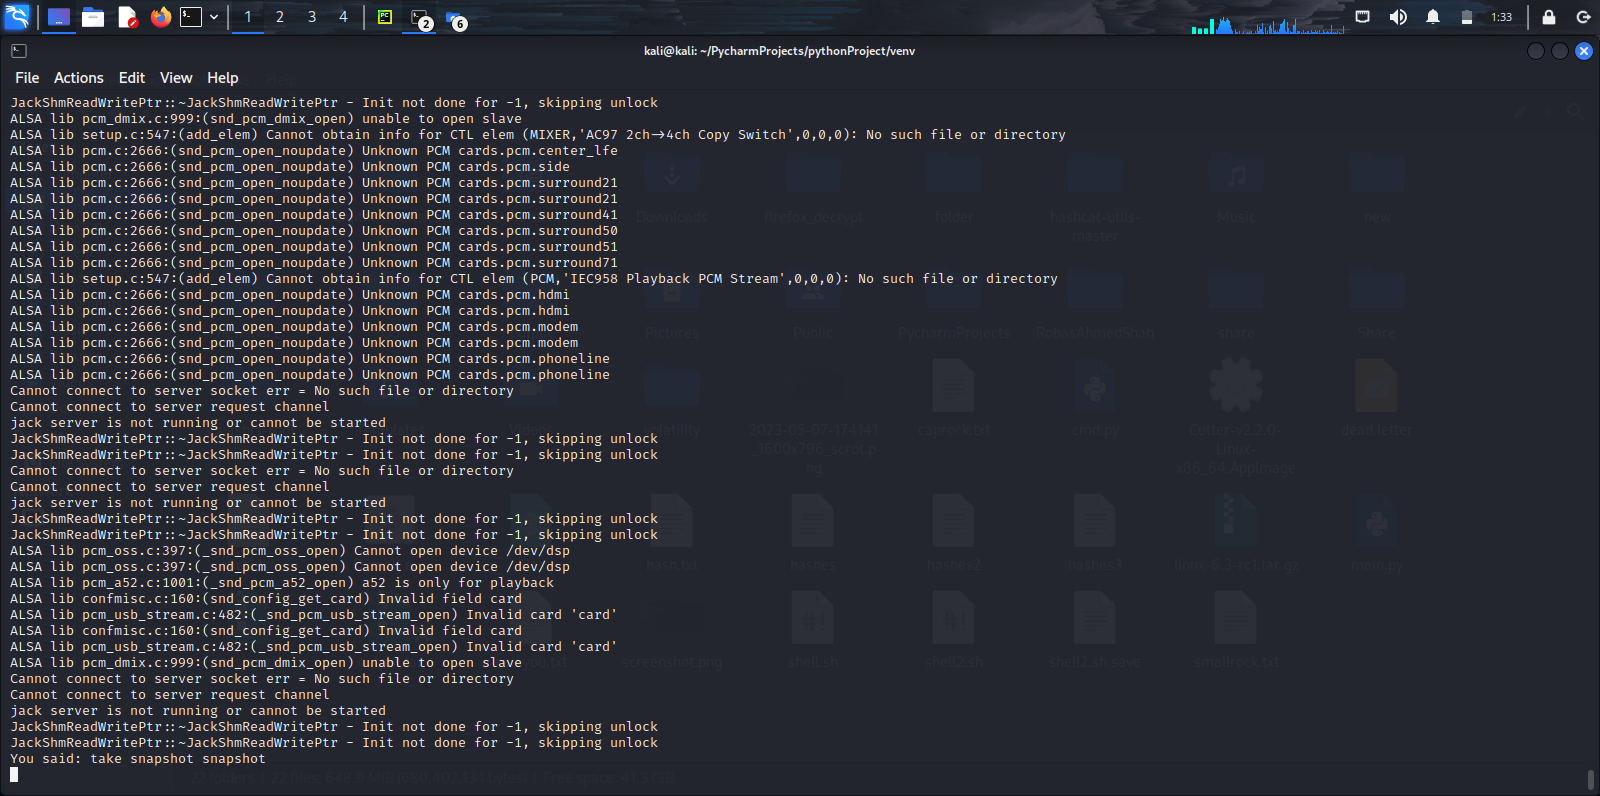 1 2 3 4 2 6 1:33
kali@kali: ~/PycharmProjects/pythonProject/venv
File Actions Edit View Help
JackShmReadWritePtr::~JackShmReadWritePtr - Init not done for -1, skipping unlock
ALSA lib pcm_dmix.c:999:(snd_pcm_dmix_open) unable to open slave
ALSA lib setup.c:547:(add_elem) Cannot obtain info for CTL elem (MIXER,'AC97 2ch->4ch Copy Switch',0,0,0): No such file or directory
ALSA lib pcm.c:2666:(snd_pcm_open_noupdate) Unknown PCM cards.pcm.center_lfe
ALSA lib pcm.c:2666:(snd_pcm_open_noupdate) Unknown PCM cards.pcm.side
ALSA lib pcm.c:2666:(snd_pcm_open_noupdate) Unknown PCM cards.pcm.surround21
ALSA lib pcm.c:2666:(snd_pcm_open_noupdate) Unknown PCM cards.pcm.surround21
ALSA lib pcm.c:2666:(snd_pcm_open_noupdate) Unknown PCM cards.pcm.surround41
ALSA lib pcm.c:2666:(snd_pcm_open_noupdate) Unknown PCM cards.pcm.surround50
ALSA lib pcm.c:2666:(snd_pcm_open_noupdate) Unknown PCM cards.pcm.surround51
ALSA lib pcm.c:2666:(snd_pcm_open_noupdate) Unknown PCM cards.pcm.surround71
ALSA lib setup.c:547:(add_elem) Cannot obtain info for CTL elem (PCM,'IEC958 Playback PCM Stream',0,0,0): No such file or directory
ALSA lib pcm.c:2666:(snd_pcm_open_noupdate) Unknown PCM cards.pcm.hdmi
ALSA lib pcm.c:2666:(snd_pcm_open_noupdate) Unknown PCM cards.pcm.hdmi
ALSA lib pcm.c:2666:(snd_pcm_open_noupdate) Unknown PCM cards.pcm.modem
ALSA lib pcm.c:2666:(snd_pcm_open_noupdate) Unknown PCM cards.pcm.modem
ALSA lib pcm.c:2666:(snd_pcm_open_noupdate) Unknown PCM cards.pcm.phoneline
ALSA lib pcm.c:2666:(snd_pcm_open_noupdate) Unknown PCM cards.pcm.phoneline
Cannot connect to server socket err = No such file or directory
Cannot connect to server request channel
jack server is not running or cannot be started
JackShmReadWritePtr::~JackShmReadWritePtr - Init not done for -1, skipping unlock
JackShmReadWritePtr::~JackShmReadWritePtr - Init not done for -1, skipping unlock
Cannot connect to server socket err = No such file or directory
Cannot connect to server request channel
jack server is not running or cannot be started
JackShmReadWritePtr::~JackShmReadWritePtr - Init not done for -1, skipping unlock
JackShmReadWritePtr::~JackShmReadWritePtr - Init not done for -1, skipping unlock
ALSA lib pcm_oss.c:397:(_snd_pcm_oss_open) Cannot open device /dev/dsp
ALSA lib pcm_oss.c:397:(_snd_pcm_oss_open) Cannot open device /dev/dsp
ALSA lib pcm_a52.c:1001:(_snd_pcm_a52_open) a52 is only for playback
ALSA lib confmisc.c:160:(snd_config_get_card) Invalid field card
ALSA lib pcm_usb_stream.c:482:(_snd_pcm_usb_stream_open) Invalid card 'card'
ALSA lib confmisc.c:160:(snd_config_get_card) Invalid field card
ALSA lib pcm_usb_stream.c:482:(_snd_pcm_usb_stream_open) Invalid card 'card'
ALSA lib pcm_dmix.c:999:(snd_pcm_dmix_open) unable to open slave
Cannot connect to server socket err = No such file or directory
Cannot connect to server request channel
jack server is not running or cannot be started
JackShmReadWritePtr::~JackShmReadWritePtr - Init not done for -1, skipping unlock
JackShmReadWritePtr::~JackShmReadWritePtr - Init not done for -1, skipping unlock
You said: take snapshot snapshot